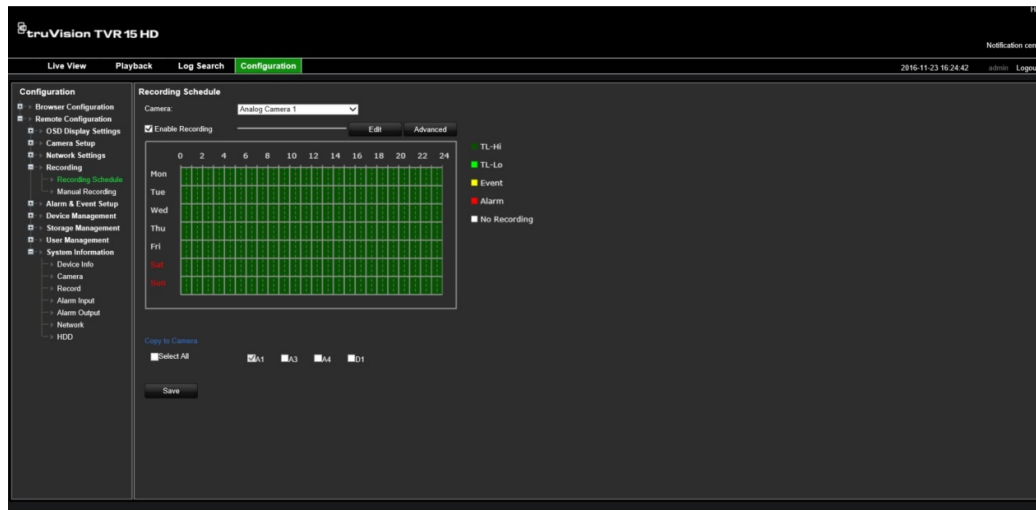 truVision TVR 15 HD
Notification cen
Live View Playback Log Search Configuration
2016-11-23 16:24:42 admin Logou
Configuration
Browser Configuration
Remote Configuration
OSD Display Settings
Camera Setup
Network Settings
Recording
Recording Schedule
Manual Recording
Alarm & Event Setup
Device Management
Storage Management
User Management
System Information
Device Info
Camera
Record
Alarm Input
Alarm Output
Network
HDD
Recording Schedule
Camera: Analog Camera 1
Enable Recording Edit Advanced
0 2 4 6 8 10 12 14 16 18 20 22 24
Mon
Tue
Wed
Thu
Fri
Sat
Sun
TL-Hi
TL-Lo
Event
Alarm
No Recording
Copy to Camera
Select All A1 A3 A4 D1
Save